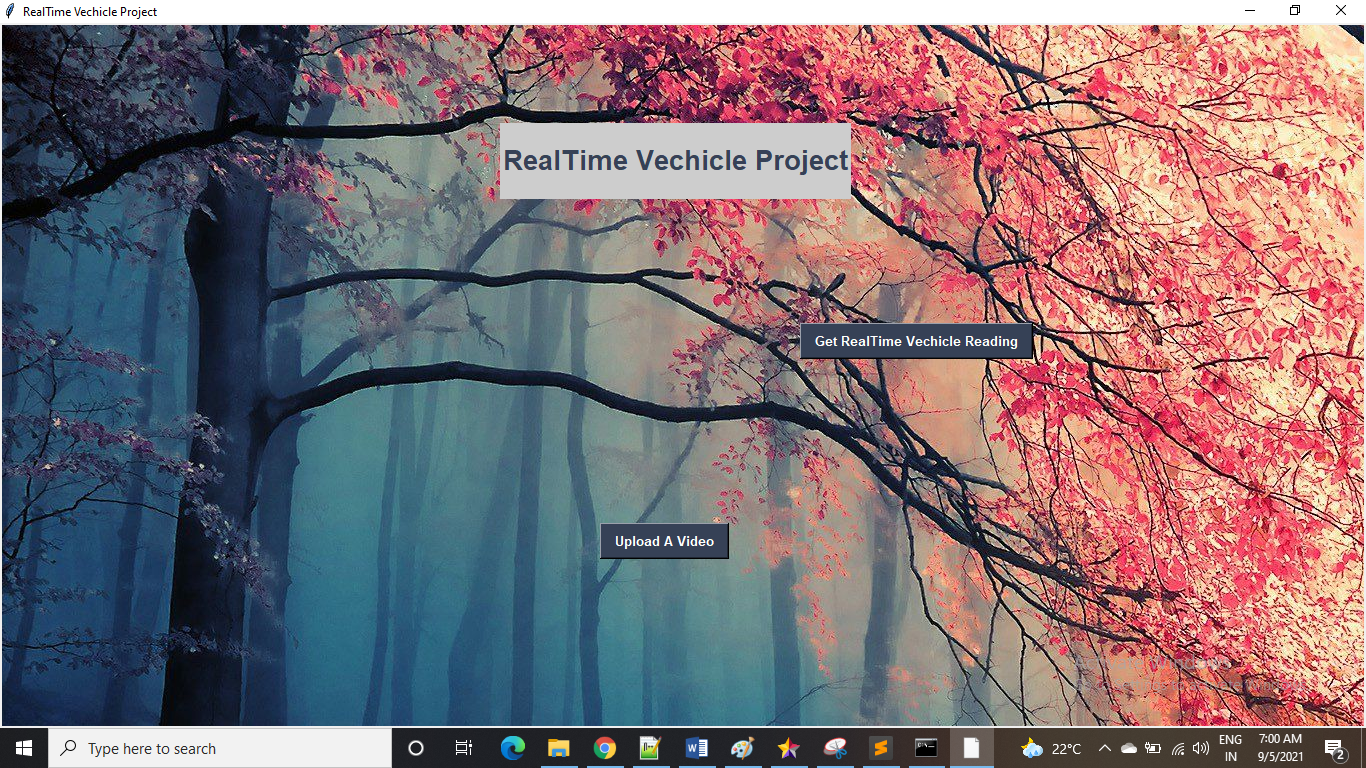 RealTime Vechicle Project
RealTime Vechicle Project
Get RealTime Vechicle Reading
Upload A Video
Type here to search
22°C
ENG
IN
7:00 AM
9/5/2021
2